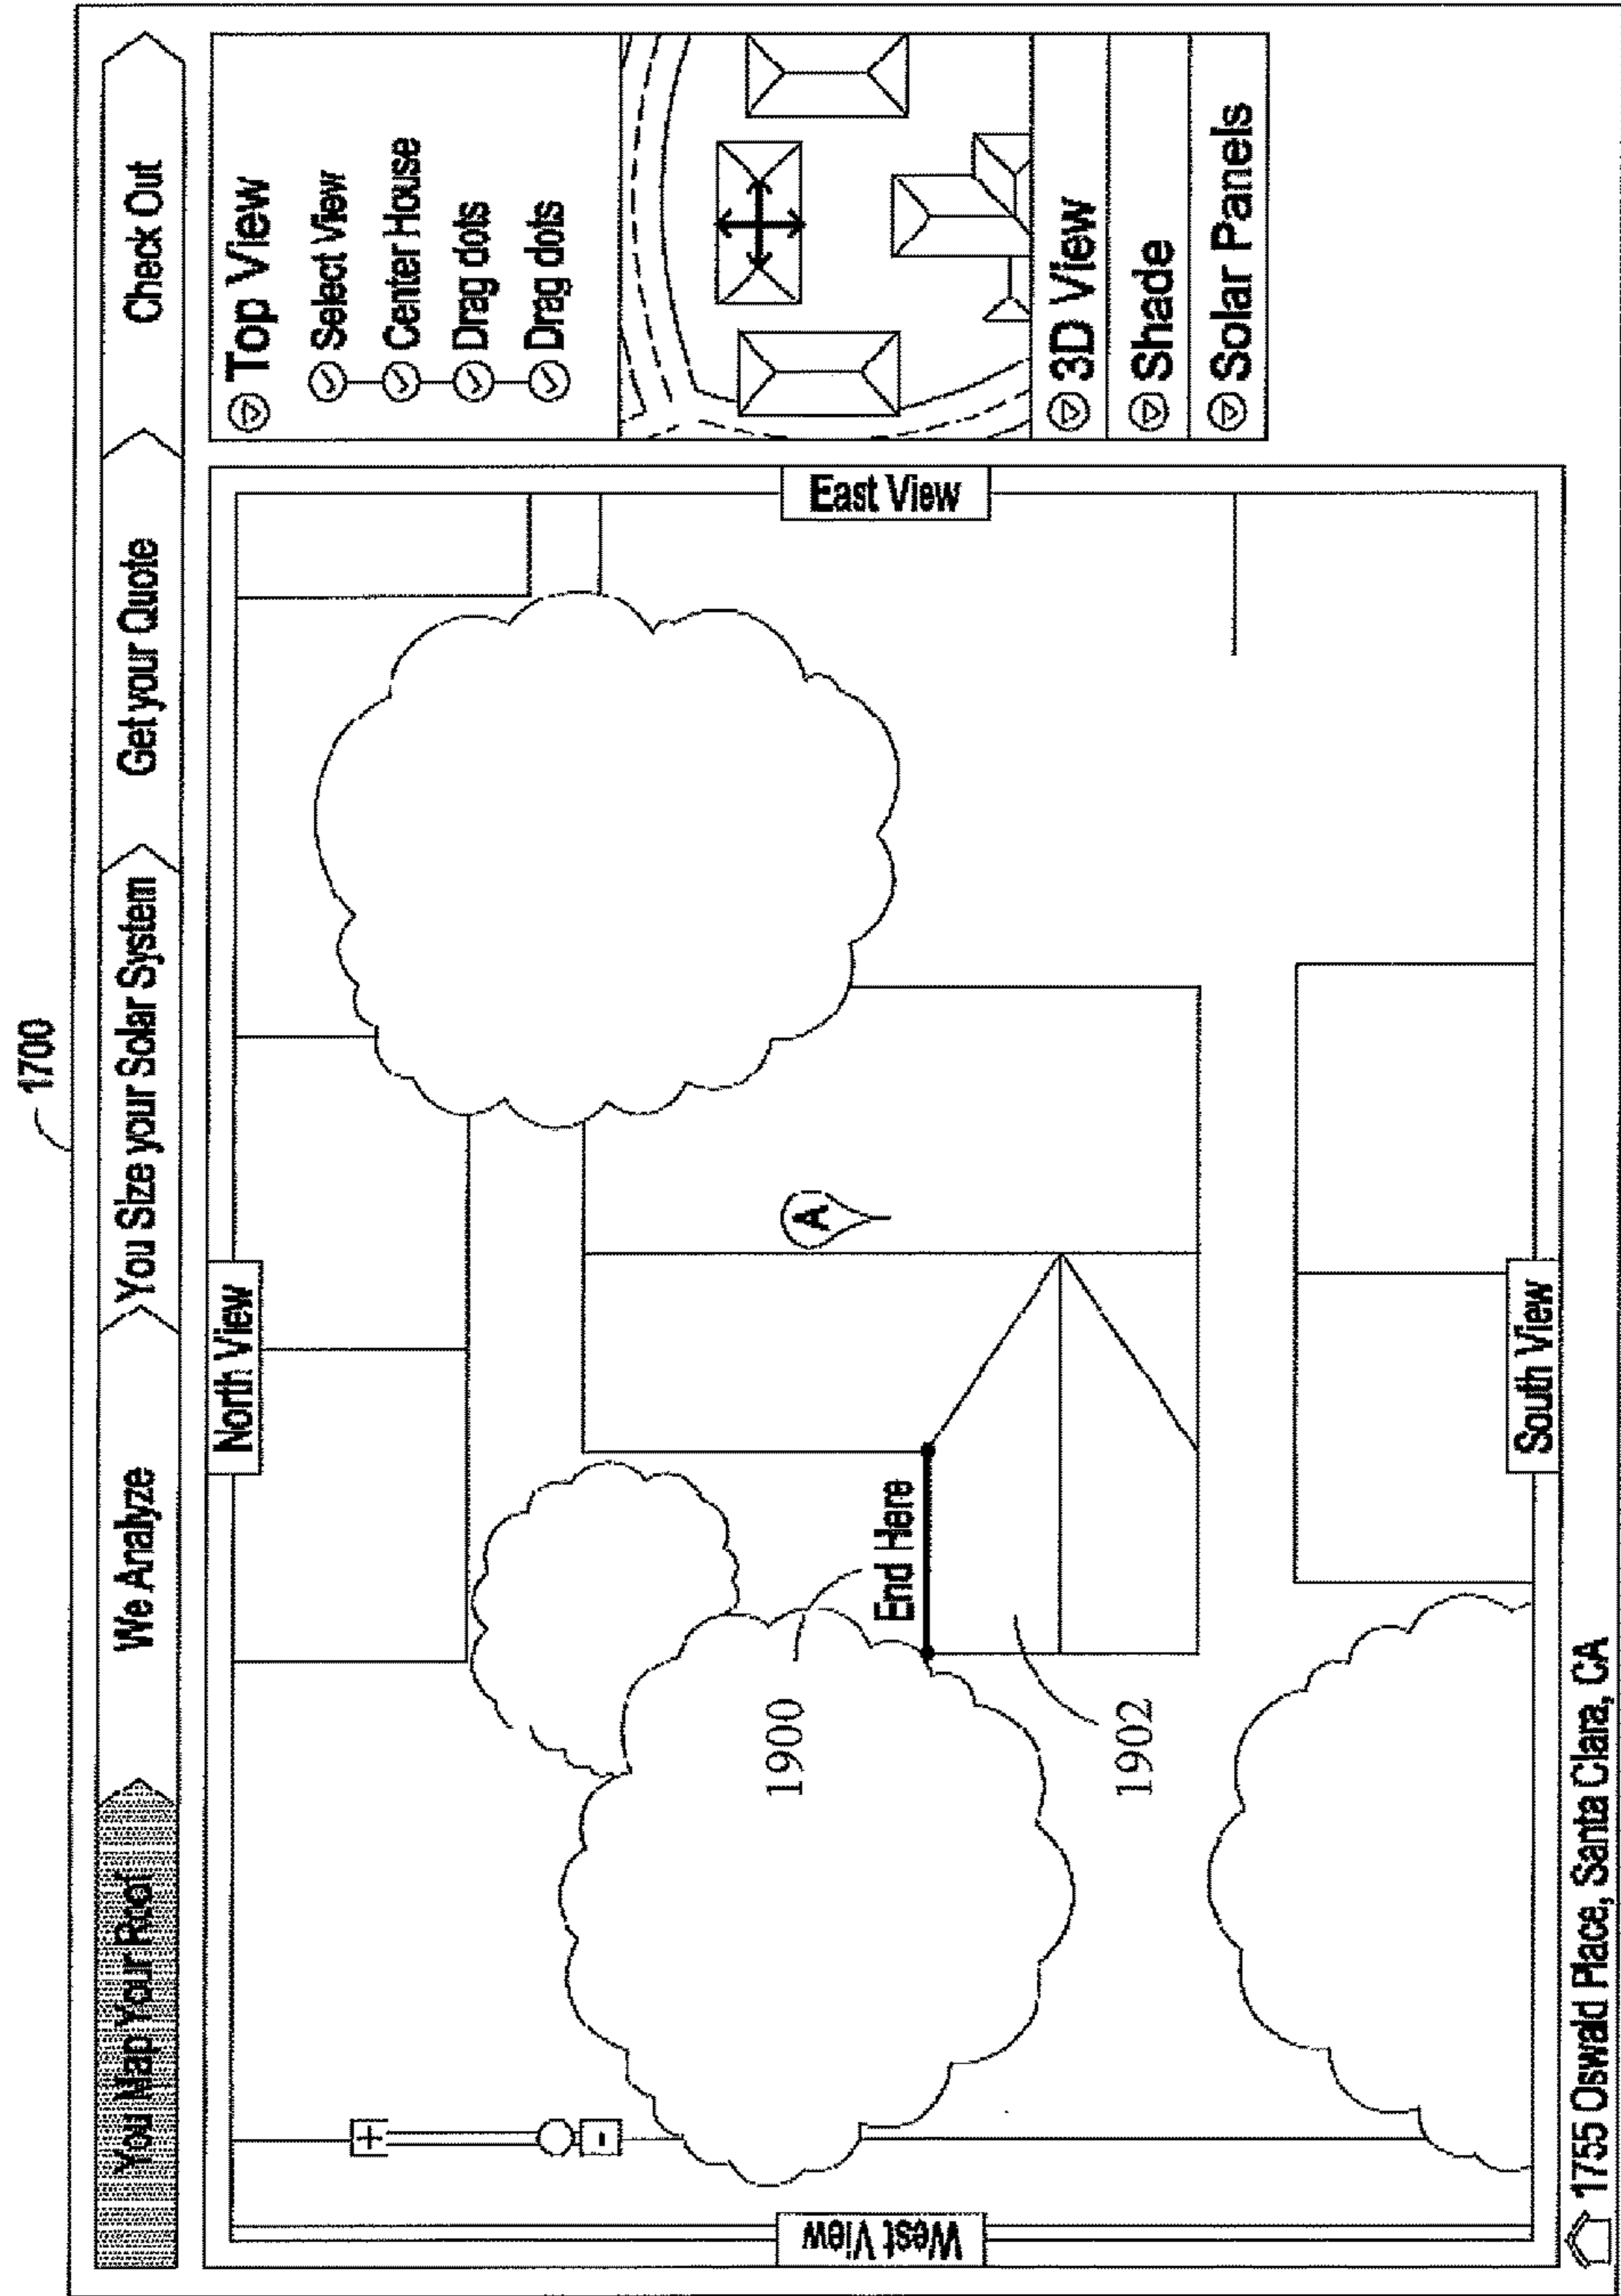 1700
You Map Your Roof
We Analyze
You Size your Solar System
Get your Quote
Check Out
North View
West View
East View
South View
+
-
A
End Here
1900
1902
Top View
Select View
Center House
Drag dots
Drag dots
3D View
Shade
Solar Panels
1755 Oswald Place, Santa Clara, CA